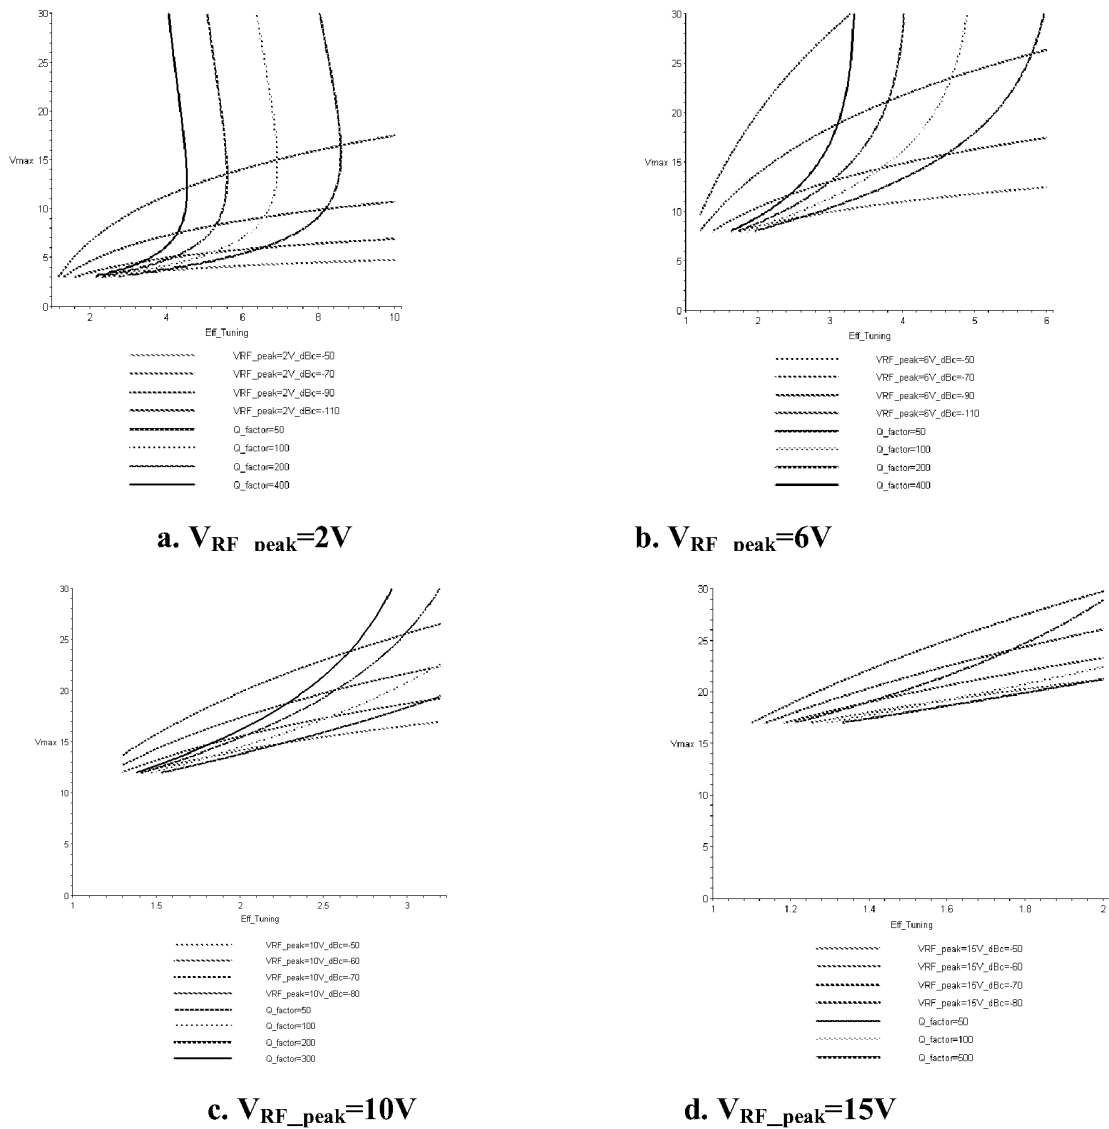 30
25
20
Vmax 15
10
5
0
2
4
6
8
10
Eff_Tuning
VRF_peak=2V_dBc=-50
VRF_peak=2V_dBc=-70
VRF_peak=2V_dBc=-90
VRF_peak=2V_dBc=-110
Q_factor=50
Q_factor=100
Q_factor=200
Q_factor=400
a. VRF_peak=2V
30
25
20
Vmax 15
10
5
0
1
2
3
4
5
6
Eff_Tuning
VRF_peak=6V_dBc=-50
VRF_peak=6V_dBc=-70
VRF_peak=6V_dBc=-90
VRF_peak=6V_dBc=-110
Q_factor=50
Q_factor=100
Q_factor=200
Q_factor=400
b. VRF_peak=6V
30
25
20
Vmax 15
10
5
0
1
1.5
2
2.5
3
Eff_Tuning
VRF_peak=10V_dBc=-50
VRF_peak=10V_dBc=-60
VRF_peak=10V_dBc=-70
VRF_peak=10V_dBc=-80
Q_factor=50
Q_factor=100
Q_factor=200
Q_factor=300
c. VRF_peak=10V
30
25
20
Vmax 15
10
5
0
1
1.2
1.4
1.6
1.8
2
Eff_Tuning
VRF_peak=15V_dBc=-50
VRF_peak=15V_dBc=-60
VRF_peak=15V_dBc=-70
VRF_peak=15V_dBc=-80
Q_factor=50
Q_factor=100
Q_factor=500
d. VRF_peak=15V